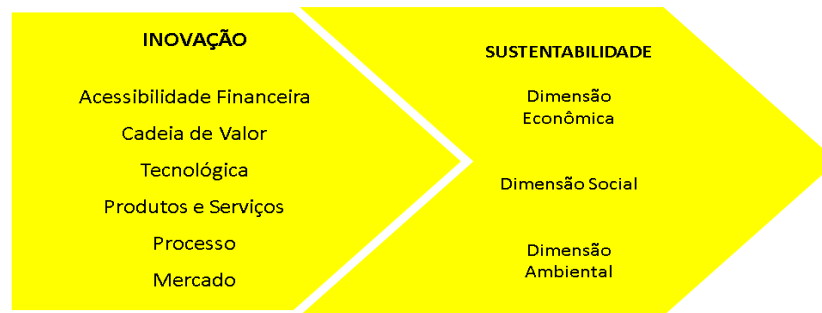 INOVAÇÃO
Acessibilidade Financeira
Cadeia de Valor
Tecnológica
Produtos e Serviços
Processo
Mercado
SUSTENTABILIDADE
Dimensão
Econômica
Dimensão Social
Dimensão
Ambiental